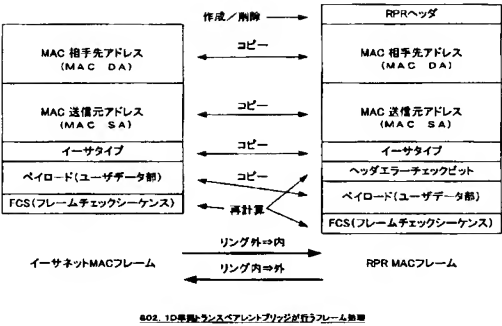 作成／削除
RPRヘッダ
MAC 相手先アドレス
(MAC DA)
コピー
MAC 相手先アドレス
(MAC DA)
MAC 送信元アドレス
(MAC SA)
コピー
MAC 送信元アドレス
(MAC SA)
イーサタイプ
コピー
イーサタイプ
ペイロード(ユーザデータ部)
コピー
ヘッダエラーチェックビット
FCS(フレームチェックシーケンス)
再計算
ペイロード(ユーザデータ部)
FCS(フレームチェックシーケンス)
リング外⇒内
イーサネットMACフレーム
RPR MACフレーム
リング内⇒外
802. 1D準拠トランスペアレントブリッジが行うフレーム処理